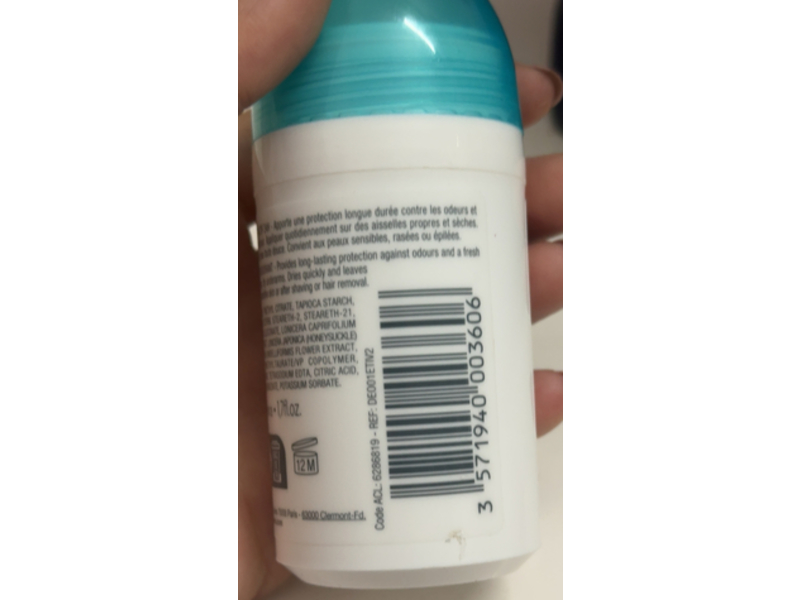 Apporte une protection longue durée contre les odeurs et
quotidiennement sur des aisselles propres et sèches.
Convient aux peaux sensibles, rasées ou épilées.
- Provides long-lasting protection against odours and a fresh
Dries quickly and leaves
or after shaving or hair removal.
CITRATE, TAPIOCA STARCH,
STEARETH-2, STEARETH-21,
LONICERA CAPRIFOLIUM
JAPONICA (HONEYSUCKLE)
FLOWER EXTRACT,
COPOLYMER,
EDTA, CITRIC ACID,
POTASSIUM SORBATE.
1,7fl.oz.
12 M
Paris - 63000 Clermont-Fd.
Code ACL: 6286819 - REF: DEO01ETIV2
3 571940 003606